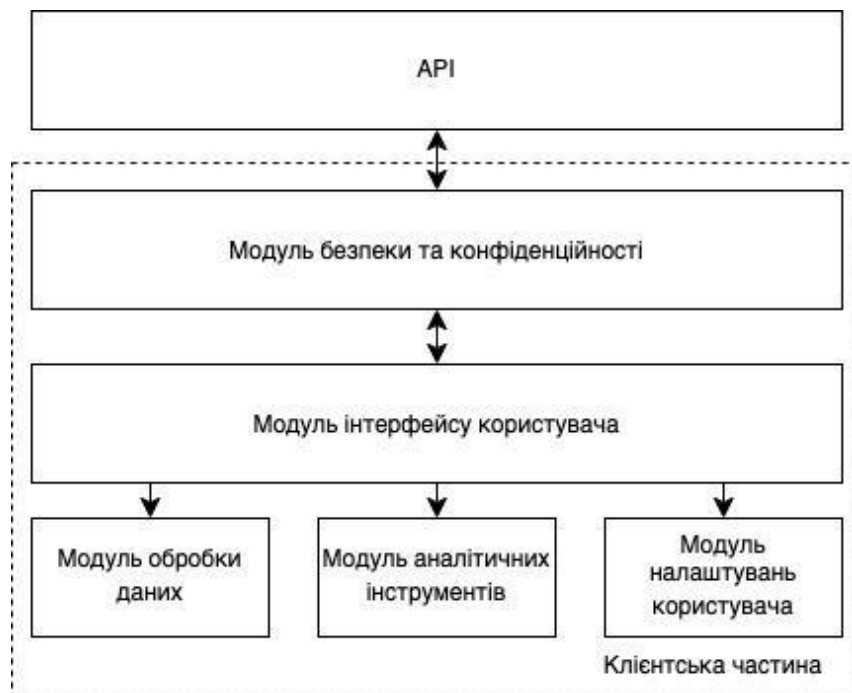 API
Модуль безпеки та конфіденційності
Модуль інтерфейсу користувача
Модуль обробки
даних
Модуль аналітичних
інструментів
Модуль
налаштувань
користувача
Клієнтська частина